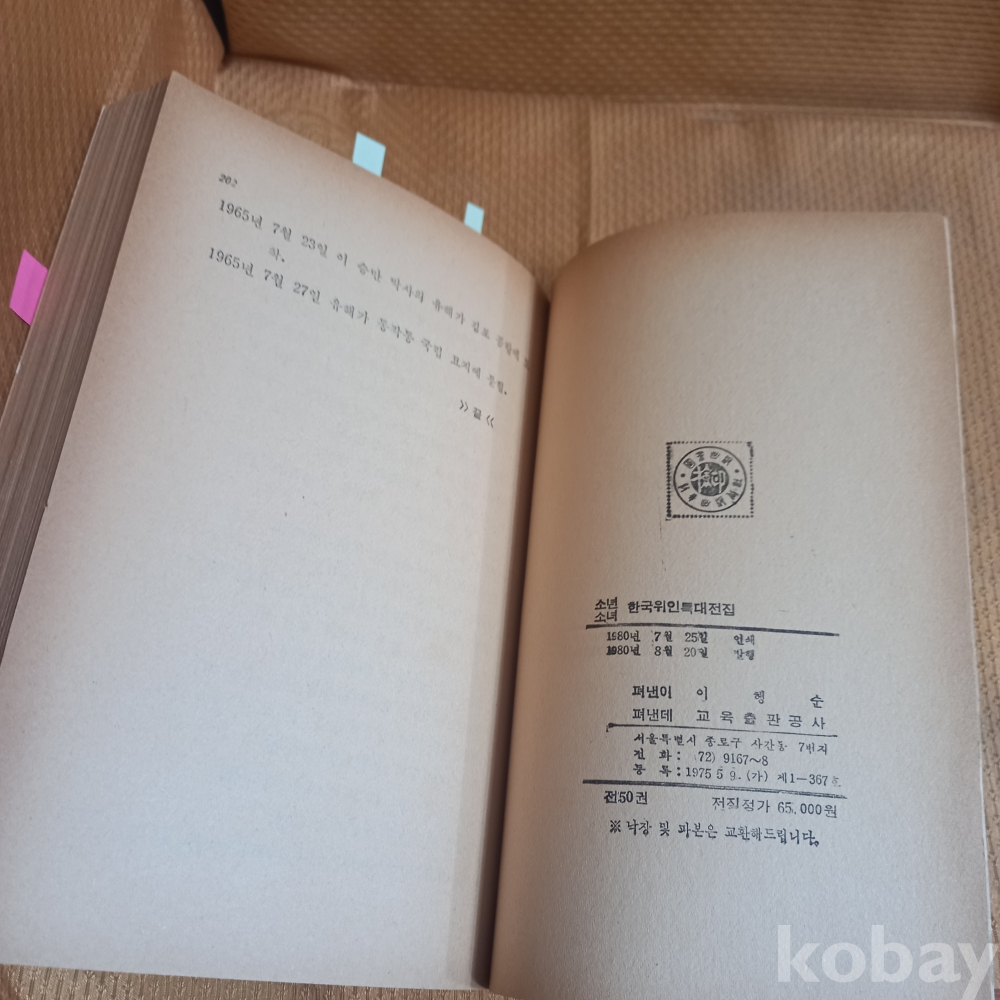 202
1965년 7월 23일 이 승만 박사의 유해가 김포 공항에 도
착.
1965년 7월 27일 유해가 동작동 국립 묘지에 묻힘.
》끝《
소년
소녀 한국위인특대전집
1980년 7월 25일 인쇄
1980년 8월 20일 발행
펴낸이 이 행 순
펴낸데 교육출판공사
서울특별시 종로구 사간동 7번지
전 화 : (72) 9167~8
등 록 : 1975 5 9. (가) 제1-367호
전50권 전질정가 65,000원
※ 낙장 및 파본은 교환해드립니다.
kobay